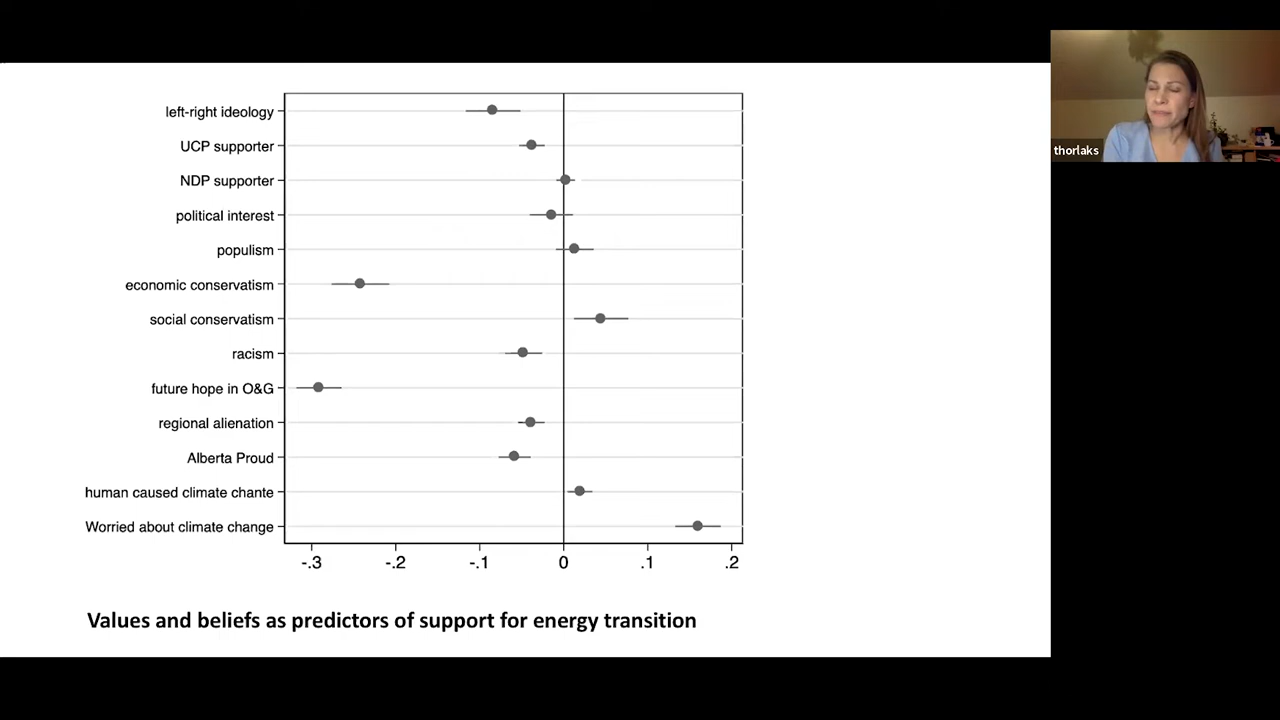 left-right ideology
UCP supporter
NDP supporter
political interest
populism
economic conservatism
social conservatism
racism
future hope in O&G
regional alienation
Alberta Proud
human caused climate chante
Worried about climate change
-.3 -.2 -.1 0 .1 .2
Values and beliefs as predictors of support for energy transition
thorlaks